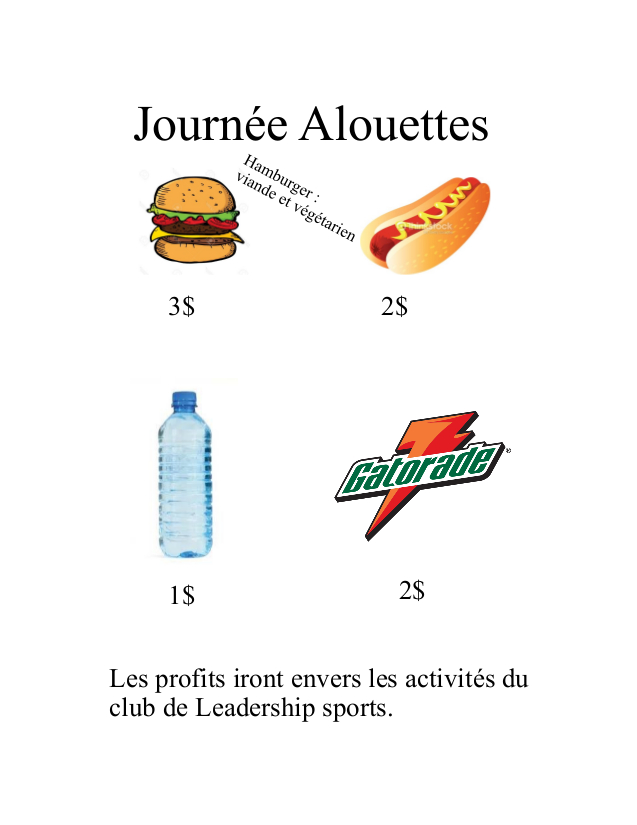 Journée Alouettes
Hamburger :
viande et végétarien
3$
2$
Gatorade
1$
2$
Les profits iront envers les activités du
club de Leadership sports.